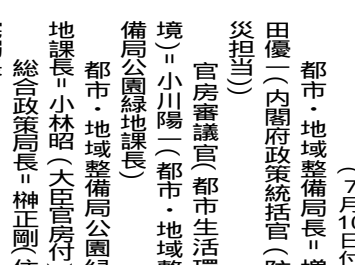 （７月10日付
都市・地域整備局長＝増
田優一（内閣府政策統括官（防
災担当））
官房審議官（都市生活環
境）＝小川陽一（都市・地域整
備局公園緑地課長）
都市・地域整備局公園緑
地課長＝小林昭（大臣官房付）
総合政策局長＝榊正剛（